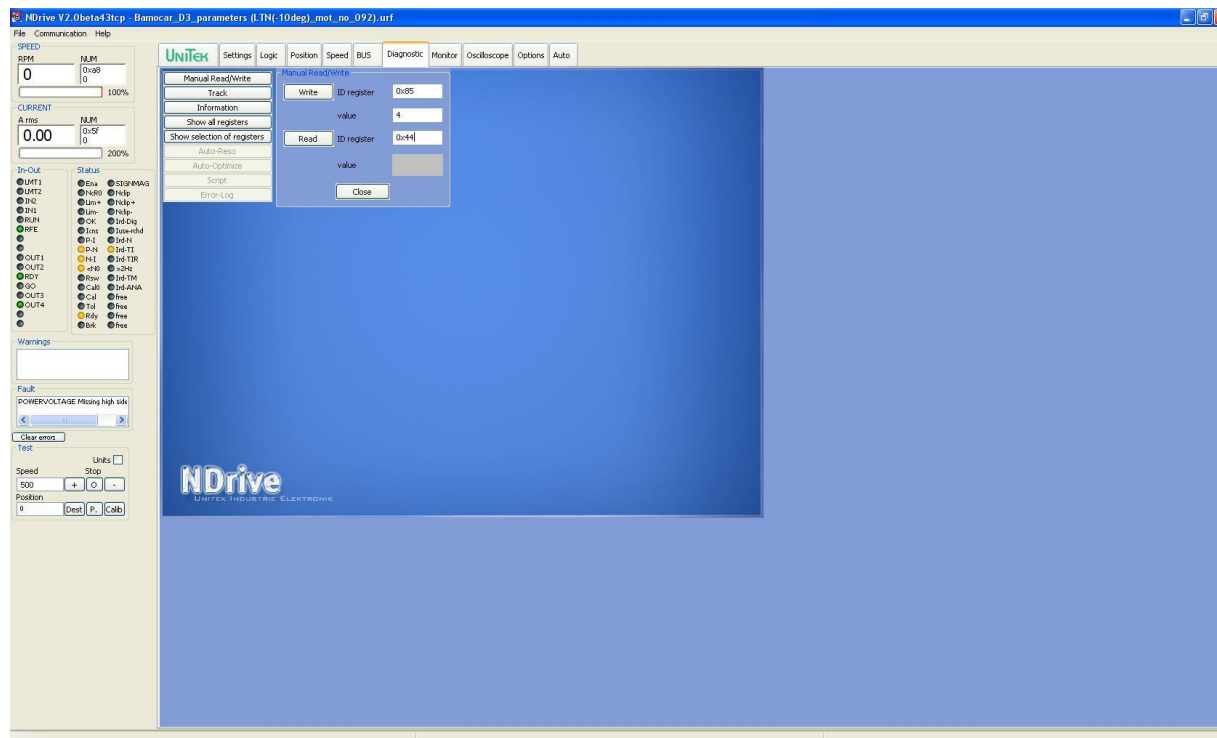 NDrive V2.0beta43tcp - Bamocar_D3_parameters (LTN(-10deg)_mot_no_092).urf
File Communication Help
SPEED
RPM NUM
0 0xa8
0
100%
CURRENT
A rms NUM
0.00 0x5f
0
200%
In-Out
LMT1
LMT2
IN2
IN1
RUN
RFE
OUT1
OUT2
RDY
GO
OUT3
OUT4
Status
Ena SIGNMAG
NcR0 Nclip
Lim+ Nclip+
Lim- Nclip-
OK Ird-Dig
Icns Iuse-rchd
P-I Ird-N
P-N Ird-TI
N-I Ird-TIR
<N0 >2Hz
Rsw Ird-TM
Cal0 Ird-ANA
Cal free
Tol free
Rdy free
Brk free
Warnings
Fault
POWERVOLTAGE Missing high side
Clear errors
Test
Units
Speed Stop
500 + O -
Position
0 Dest P. Calib
UNITEK Settings Logic Position Speed BUS Diagnostic Monitor Oscilloscope Options Auto
Manual Read/Write
Track
Information
Show all registers
Show selection of registers
Auto-Reso
Auto-Optimize
Script
Error-Log
Manual Read/Write
Write ID register 0x85
value 4
Read ID register 0x44
value
Close
NDrive
UNITEK INDUSTRIE ELEKTRONIK